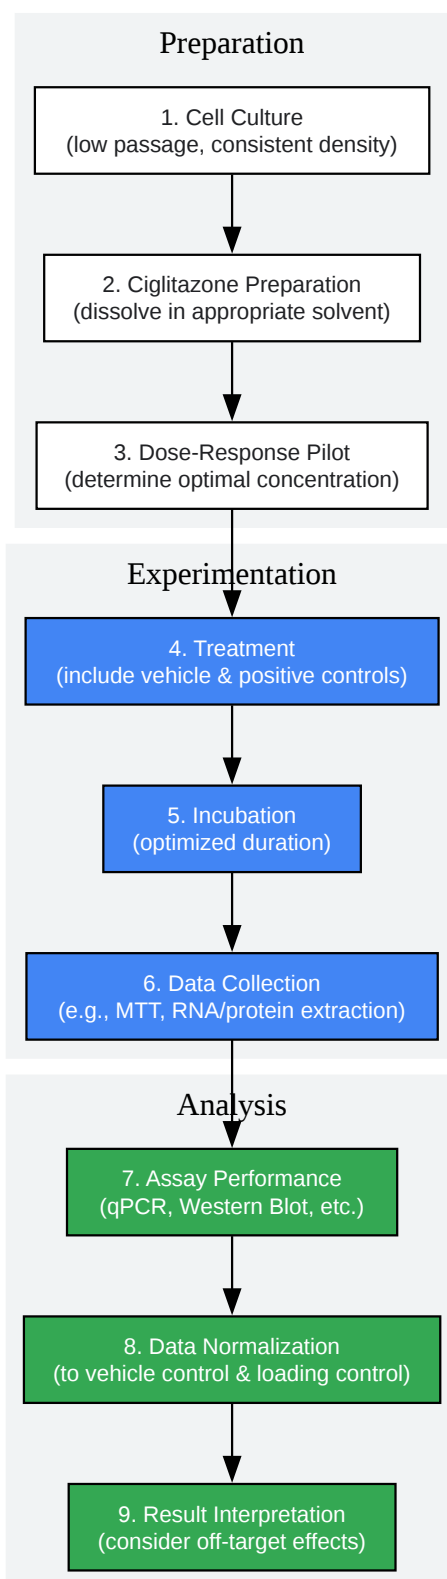 Preparation
1. Cell Culture
(low passage, consistent density)
2. Ciglitazone Preparation
(dissolve in appropriate solvent)
3. Dose-Response Pilot
(determine optimal concentration)
Experimentation
4. Treatment
(include vehicle & positive controls)
5. Incubation
(optimized duration)
6. Data Collection
(e.g., MTT, RNA/protein extraction)
Analysis
7. Assay Performance
(qPCR, Western Blot, etc.)
8. Data Normalization
(to vehicle control & loading control)
9. Result Interpretation
(consider off-target effects)